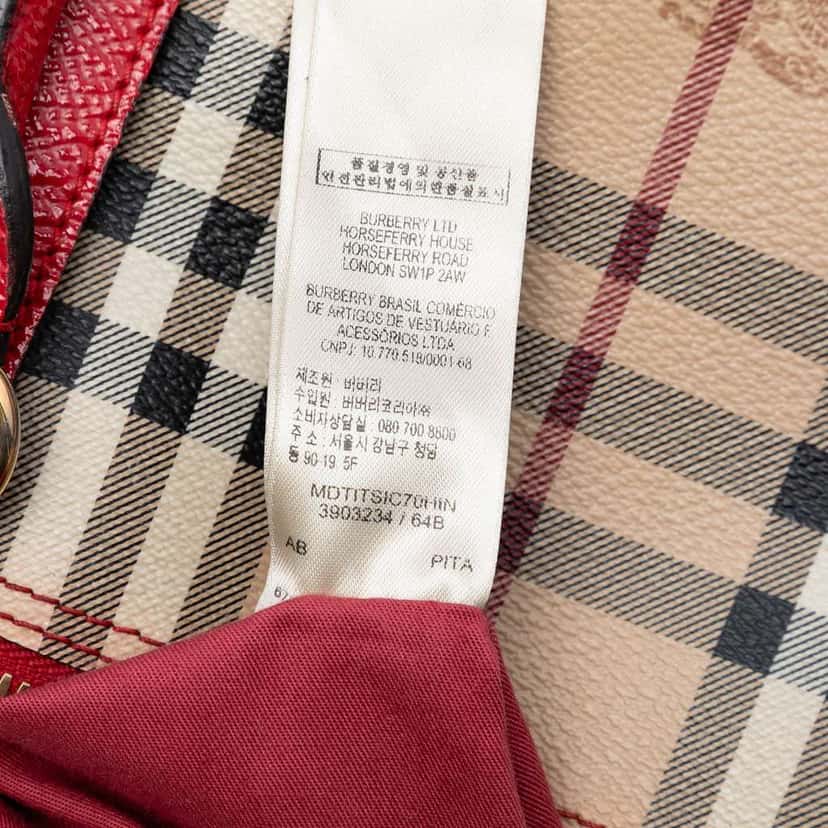 품질경영 및 공산품
안전관리법에의한품질표시
BURBERRY LTD
HORSEFERRY HOUSE
HORSEFERRY ROAD
LONDON SW1P 2AW
BURBERRY BRASIL COMÉRCIO
DE ARTIGOS DE VESTUÁRIO E
ACESSÓRIOS LTDA
CNPJ: 10.770.518/0001-68
제조원 : 버버리
수입원 : 버버리코리아㈜
소비자상담실 : 080 700 8800
주 소 : 서울시 강남구 청담
동 90-19. 5F
MDTITSIC70HIN
3903234 / 64B
AB PITA
67